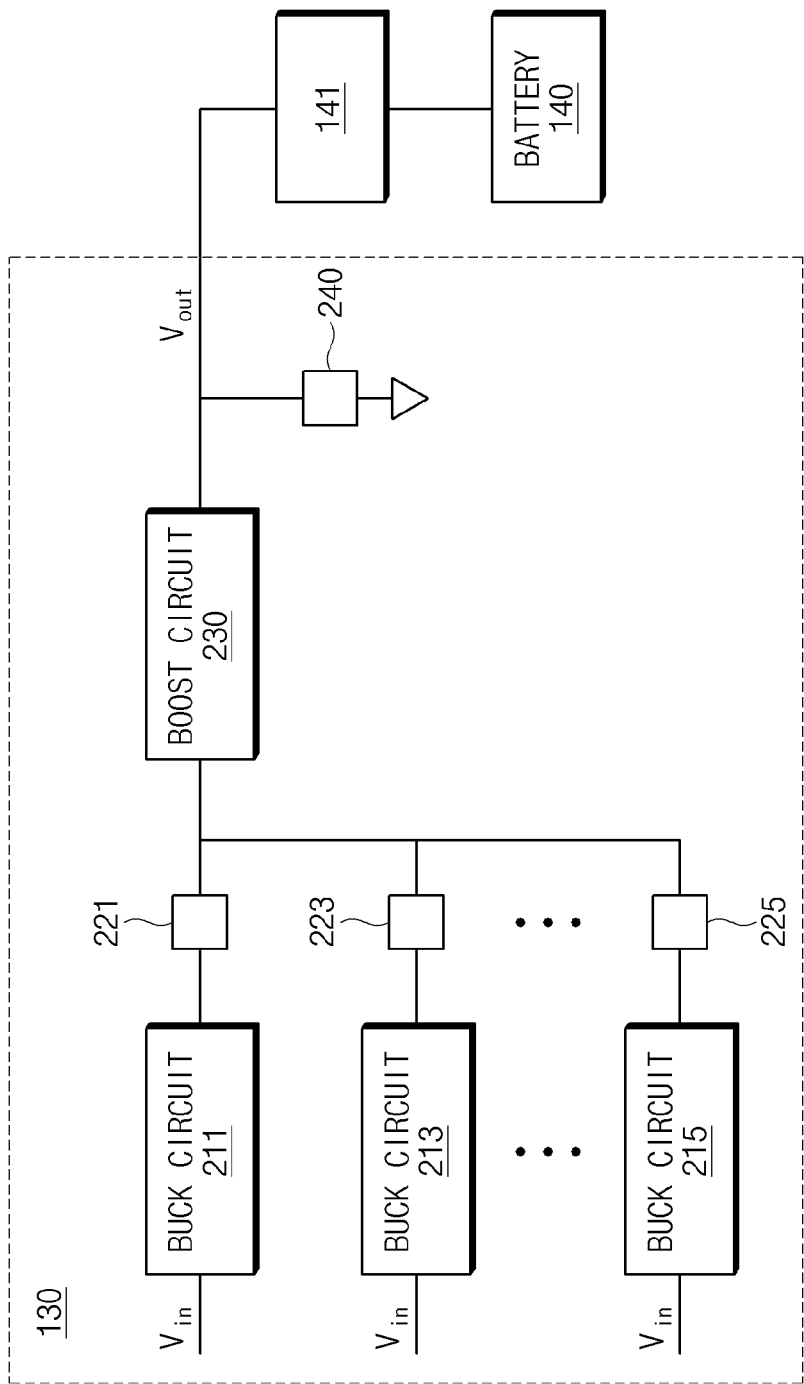 130
V_in
BUCK CIRCUIT
211
221
BOOST CIRCUIT
230
V_out
240
141
BATTERY
140
V_in
BUCK CIRCUIT
213
223
V_in
BUCK CIRCUIT
215
225